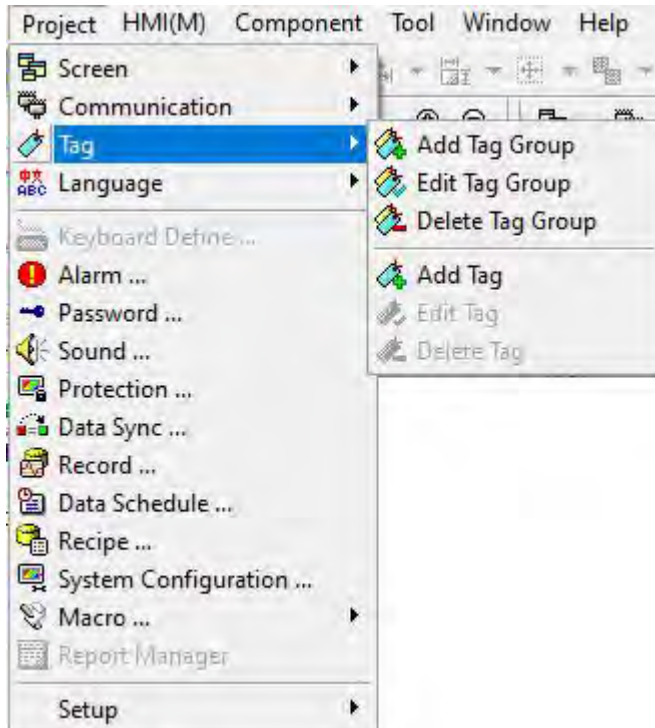 Project HMI(M) Component Tool Window Help
Screen
Communication
Tag
Language
Keyboard Define ...
Alarm ...
Password ...
Sound ...
Protection ...
Data Sync ...
Record ...
Data Schedule ...
Recipe ...
System Configuration ...
Macro ...
Report Manager
Setup
Add Tag Group
Edit Tag Group
Delete Tag Group
Add Tag
Edit Tag
Delete Tag